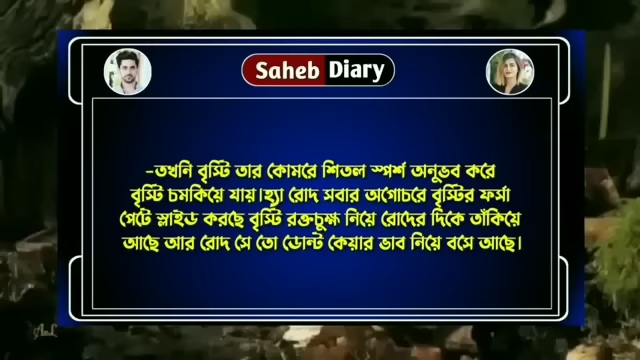 Saheb Diary
-তখনি বৃস্টি তার কোমরে শিতল স্পর্শ অনুভব করে
বৃস্টি চমকিয়ে যায়।হ্যা রোদ সবার অগোচরে বৃস্টির ফর্সা
পেটে স্লাইড করছে বৃস্টি রক্তচুক্ষ নিয়ে রোদের দিকে তাঁকিয়ে
আছে আর রোদ সে তো ডোন্ট কেয়ার ভাব নিয়ে বসে আছে।